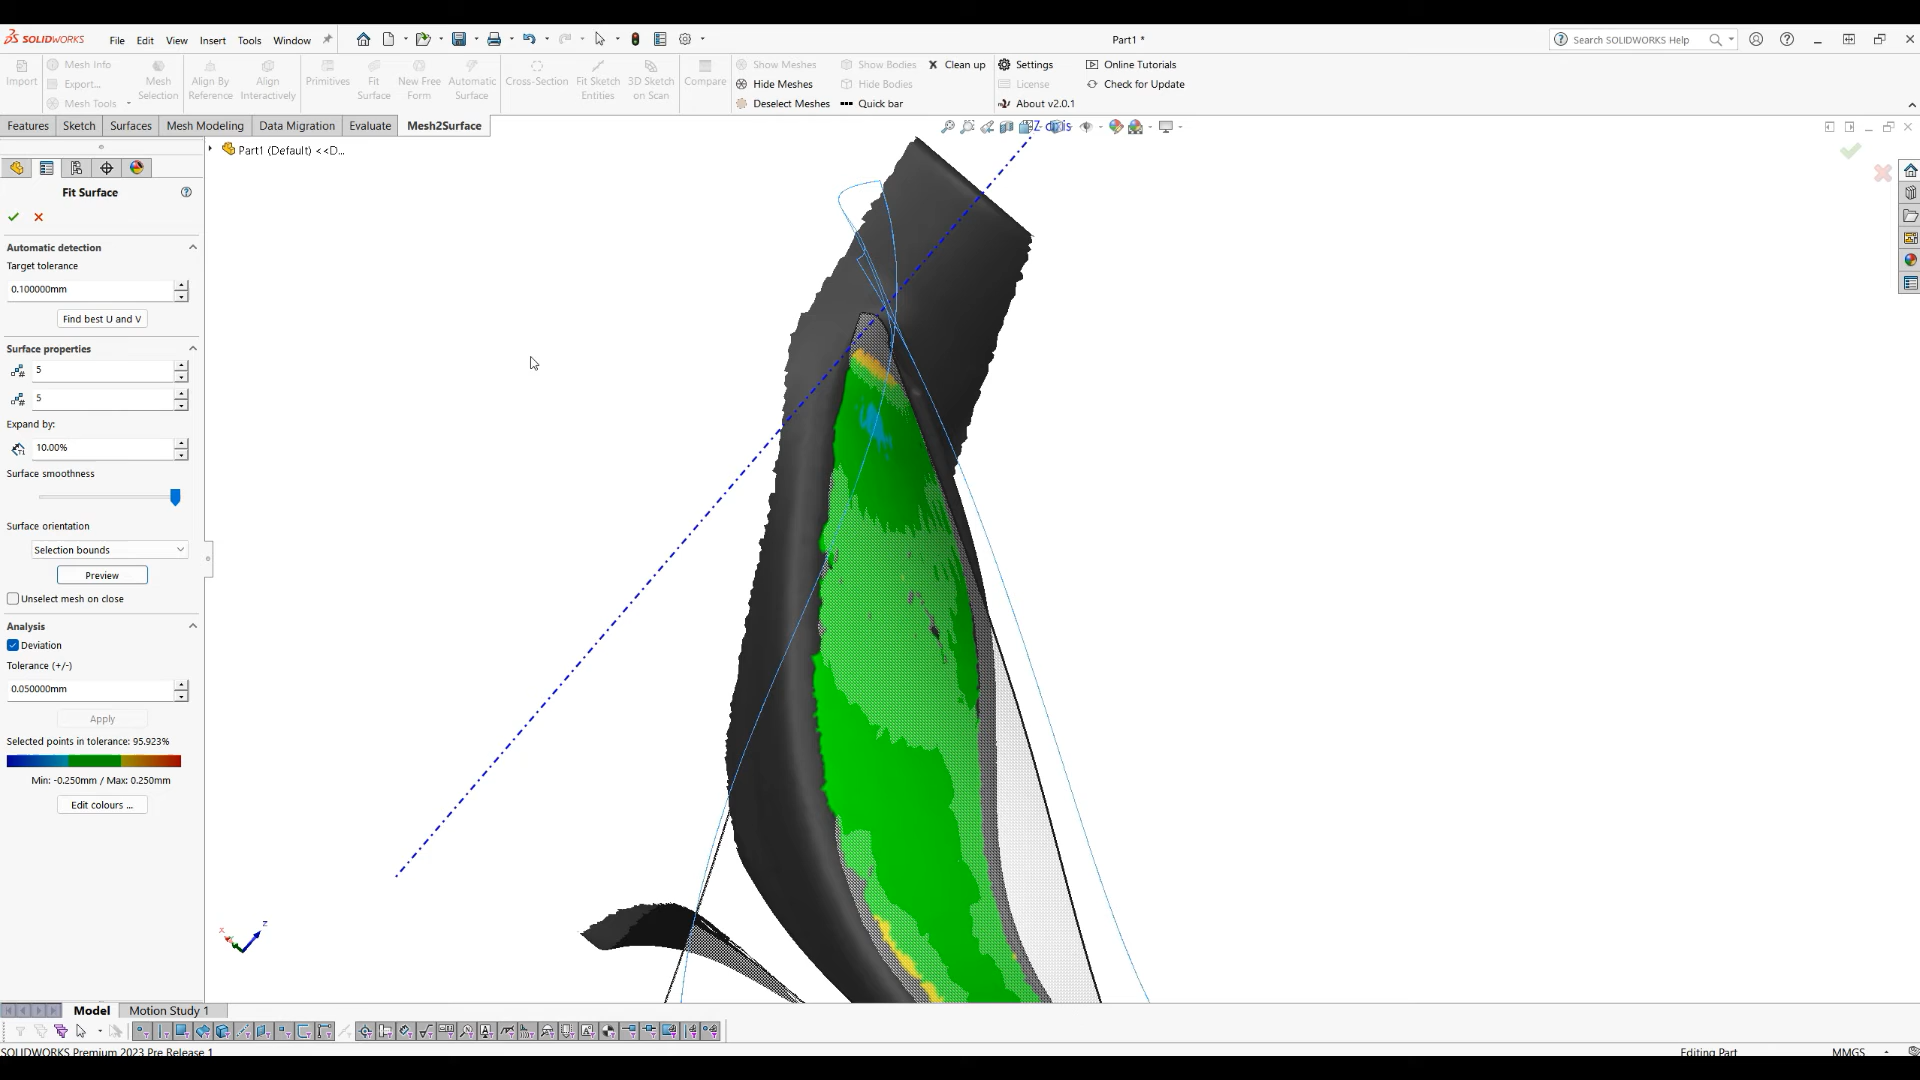 SOLIDWORKS File Edit View Insert Tools Window Part1 * Search SOLIDWORKS Help
Import Mesh Info Export... Mesh Tools Mesh Selection Align By Reference Align Interactively Primitives Fit Surface New Free Form Automatic Surface Cross-Section Fit Sketch Entities 3D Sketch on Scan Compare
Show Meshes Show Bodies Clean up Settings Online Tutorials
Hide Meshes Hide Bodies License Check for Update
Deselect Meshes Quick bar About v2.0.1
Features Sketch Surfaces Mesh Modeling Data Migration Evaluate Mesh2Surface
Part1 (Default) <<D...
Fit Surface
Automatic detection
Target tolerance
0.100000mm
Find best U and V
Surface properties
5
5
Expand by:
10.00%
Surface smoothness
Surface orientation
Selection bounds
Preview
Unselect mesh on close
Analysis
Deviation
Tolerance (+/-)
0.050000mm
Apply
Selected points in tolerance: 95.923%
Min: -0.250mm / Max: 0.250mm
Edit colours ...
Z
X
Model Motion Study 1
SOLIDWORKS Premium 2023 Pre Release 1 Editing Part MMGS